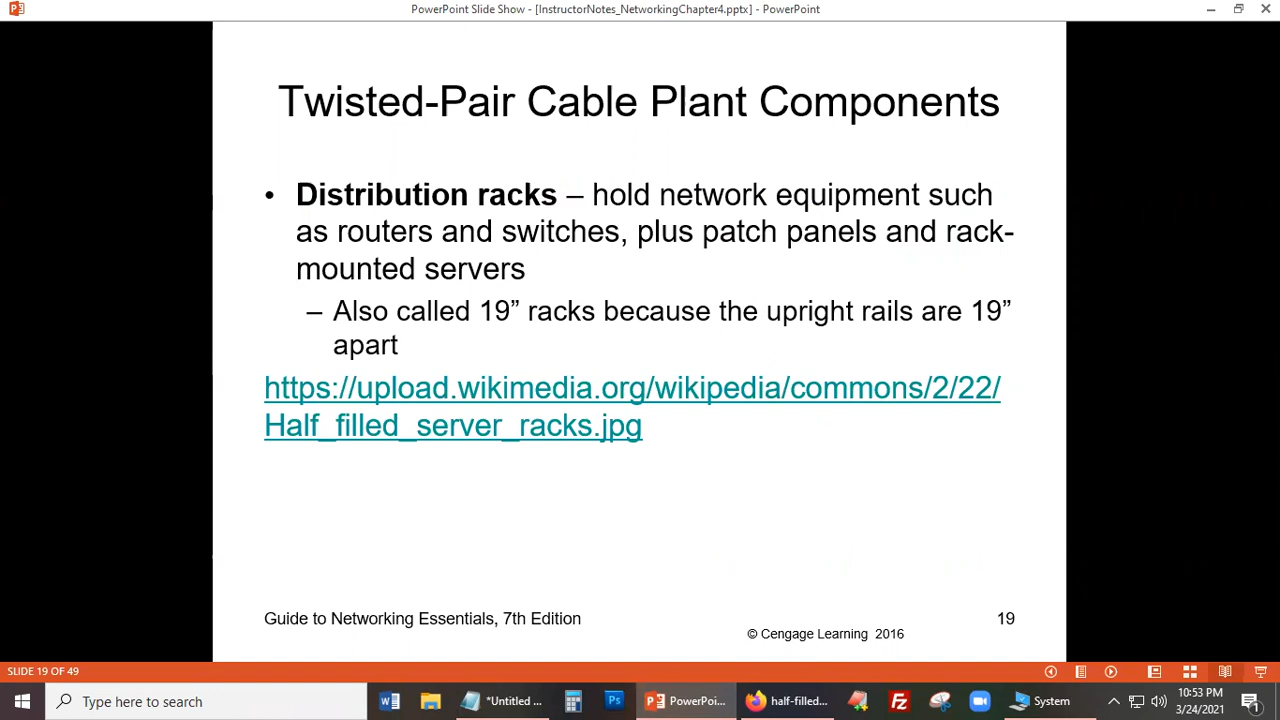 PowerPoint Slide Show - [InstructorNotes_NetworkingChapter4.pptx] - PowerPoint
Twisted-Pair Cable Plant Components
• Distribution racks – hold network equipment such
as routers and switches, plus patch panels and rack-
mounted servers
– Also called 19” racks because the upright rails are 19”
apart
https://upload.wikimedia.org/wikipedia/commons/2/22/
Half_filled_server_racks.jpg
Guide to Networking Essentials, 7th Edition
© Cengage Learning 2016
19
SLIDE 19 OF 49
Type here to search
*Untitled ...
PowerPoi...
half-filled...
System
10:53 PM
3/24/2021